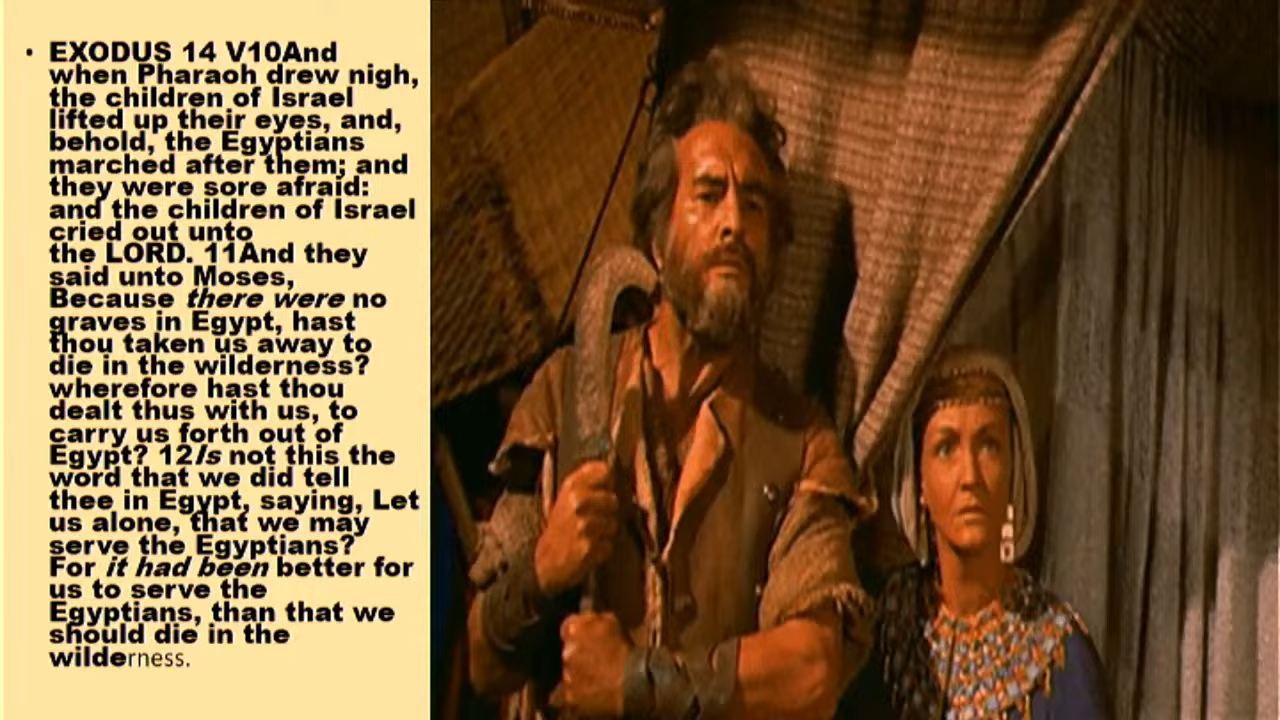 • EXODUS 14 V10And
when Pharaoh drew nigh,
the children of Israel
lifted up their eyes, and,
behold, the Egyptians
marched after them; and
they were sore afraid:
and the children of Israel
cried out unto
the LORD. 11And they
said unto Moses,
Because there were no
graves in Egypt, hast
thou taken us away to
die in the wilderness?
wherefore hast thou
dealt thus with us, to
carry us forth out of
Egypt? 12Is not this the
word that we did tell
thee in Egypt, saying, Let
us alone, that we may
serve the Egyptians?
For it had been better for
us to serve the
Egyptians, than that we
should die in the
wilderness.